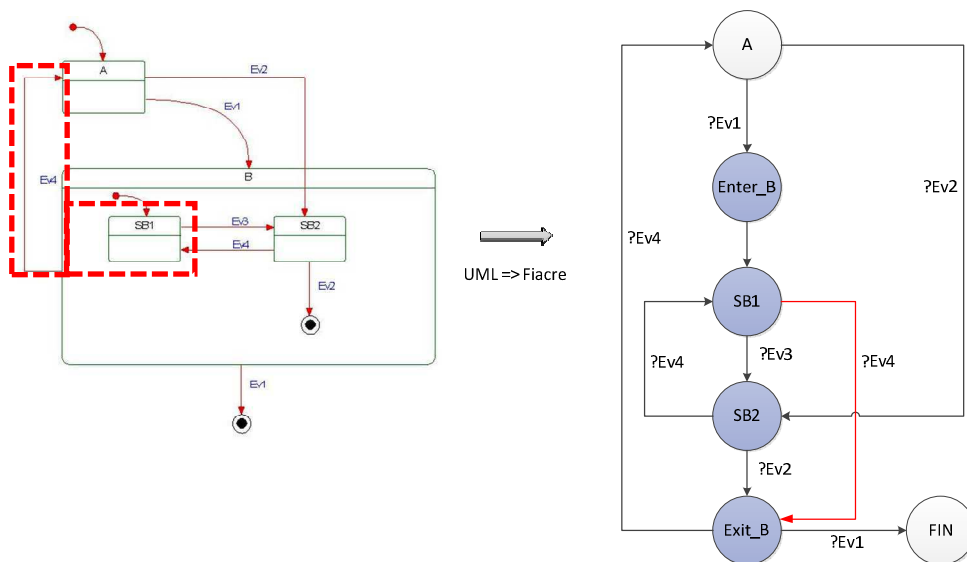 A
Ev2
Ev1
B
Ev4
SB1
Ev3
SB2
Ev4
Ev2
Ev1
UML => Fiacre
A
?Ev1
Enter_B
?Ev2
?Ev4
SB1
?Ev4
?Ev3
?Ev4
SB2
?Ev2
Exit_B
?Ev1
FIN